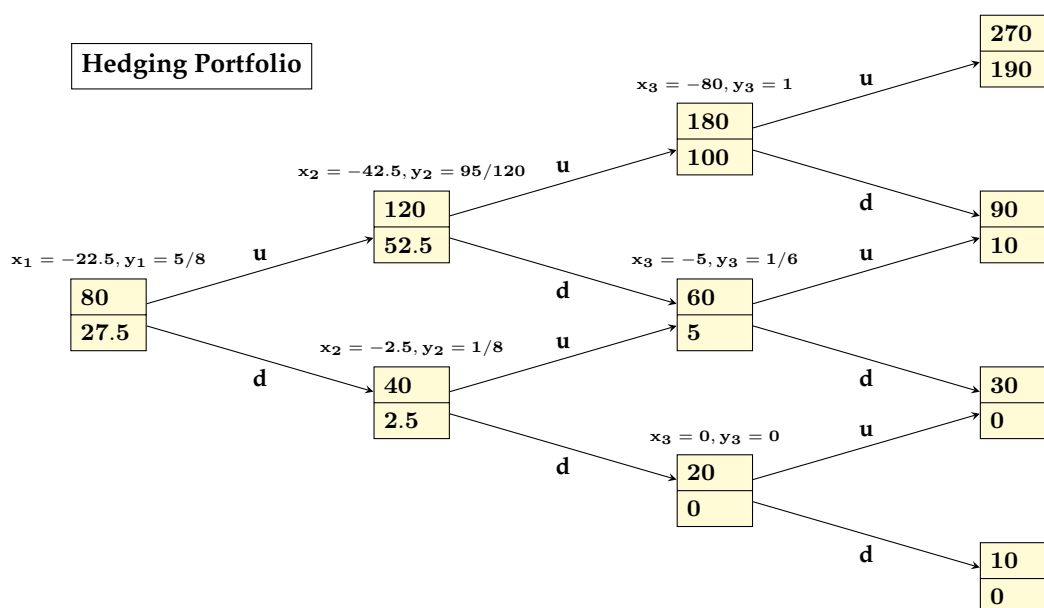 Hedging Portfolio
x₁ = −22.5, y₁ = 5/8
80
27.5
u
d
x₂ = −42.5, y₂ = 95/120
120
52.5
u
d
x₂ = −2.5, y₂ = 1/8
40
2.5
u
d
x₃ = −80, y₃ = 1
180
100
u
d
x₃ = −5, y₃ = 1/6
60
5
u
d
x₃ = 0, y₃ = 0
20
0
u
d
270
190
90
10
30
0
10
0